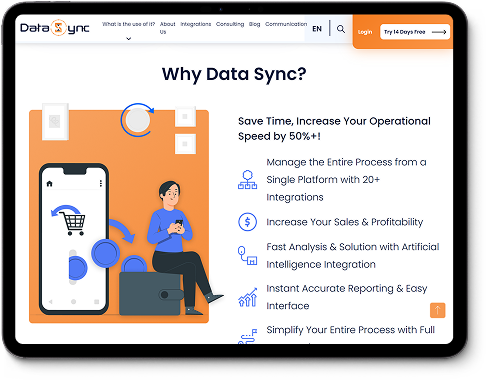 Data Sync
What is the use of it?
About Us
Integrations
Consulting
Blog
Communication
EN
Login
Try 14 Days Free
Why Data Sync?
Save Time, Increase Your Operational
Speed by 50%+!
Manage the Entire Process from a
Single Platform with 20+
Integrations
Increase Your Sales & Profitability
Fast Analysis & Solution with Artificial
Intelligence Integration
Instant Accurate Reporting & Easy
Interface
Simplify Your Entire Process with Full